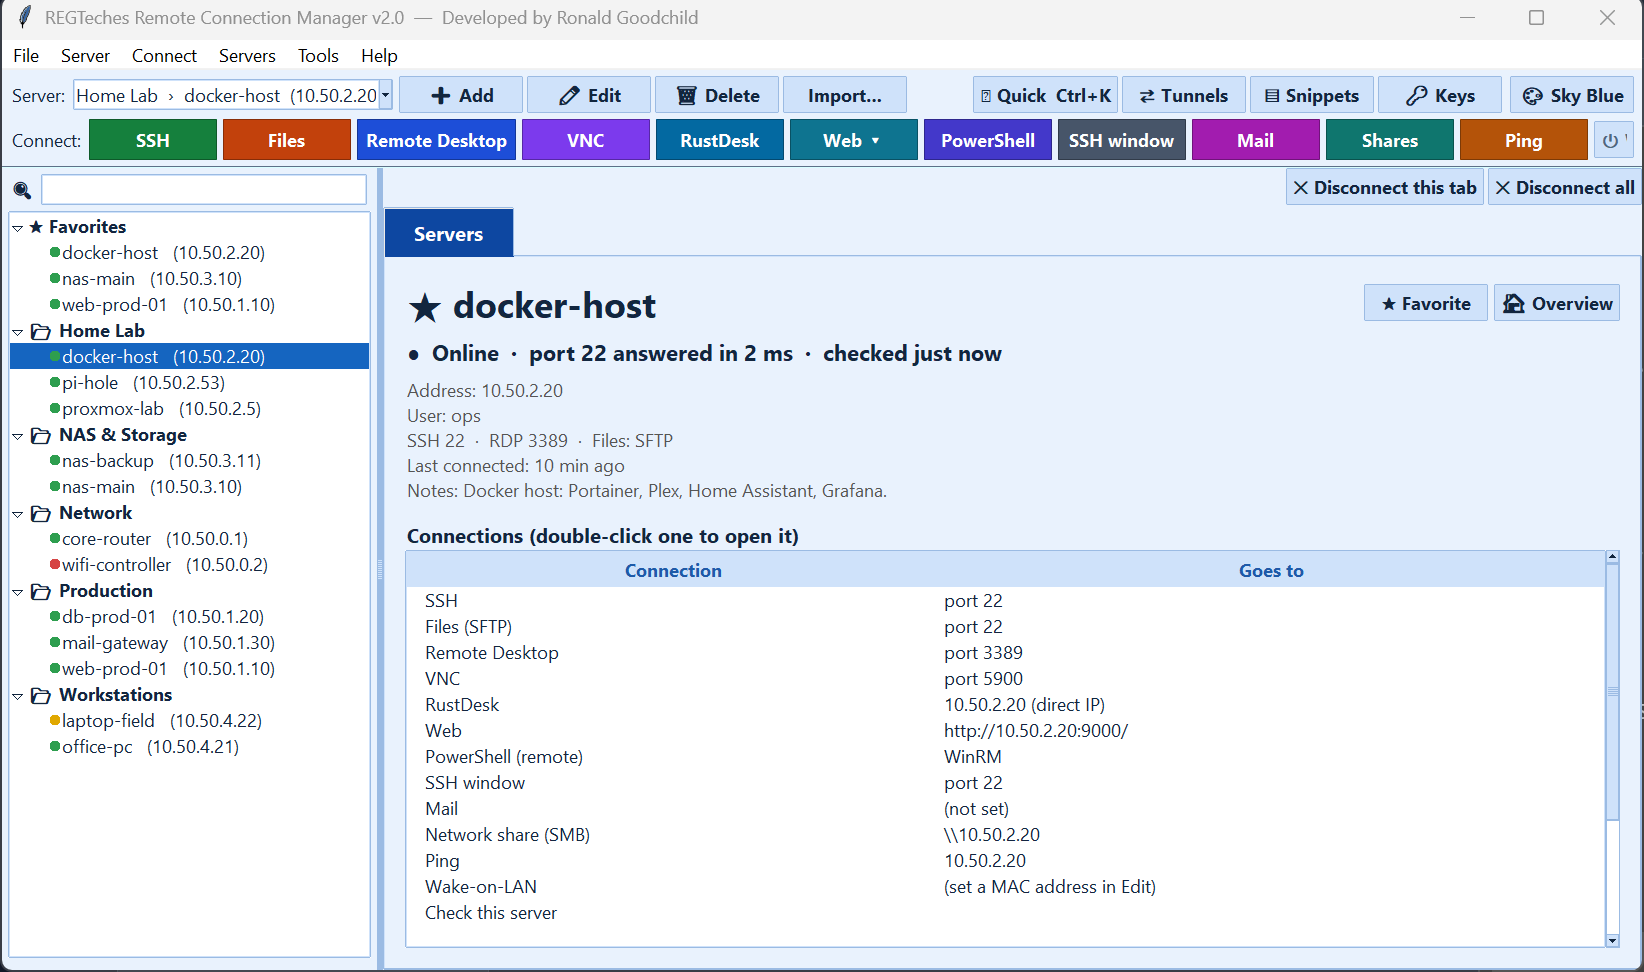 REGTeches Remote Connection Manager v2.0 — Developed by Ronald Goodchild
File Server Connect Servers Tools Help
Server: Home Lab › docker-host (10.50.2.20 Add Edit Delete Import... Quick Ctrl+K Tunnels Snippets Keys Sky Blue
Connect: SSH Files Remote Desktop VNC RustDesk Web ▾ PowerShell SSH window Mail Shares Ping
Disconnect this tab Disconnect all
★ Favorites
docker-host (10.50.2.20)
nas-main (10.50.3.10)
web-prod-01 (10.50.1.10)
Home Lab
docker-host (10.50.2.20)
pi-hole (10.50.2.53)
proxmox-lab (10.50.2.5)
NAS & Storage
nas-backup (10.50.3.11)
nas-main (10.50.3.10)
Network
core-router (10.50.0.1)
wifi-controller (10.50.0.2)
Production
db-prod-01 (10.50.1.20)
mail-gateway (10.50.1.30)
web-prod-01 (10.50.1.10)
Workstations
laptop-field (10.50.4.22)
office-pc (10.50.4.21)
Servers
★ docker-host
★ Favorite Overview
● Online · port 22 answered in 2 ms · checked just now
Address: 10.50.2.20
User: ops
SSH 22 · RDP 3389 · Files: SFTP
Last connected: 10 min ago
Notes: Docker host: Portainer, Plex, Home Assistant, Grafana.
Connections (double-click one to open it)
Connection Goes to
SSH port 22
Files (SFTP) port 22
Remote Desktop port 3389
VNC port 5900
RustDesk 10.50.2.20 (direct IP)
Web http://10.50.2.20:9000/
PowerShell (remote) WinRM
SSH window port 22
Mail (not set)
Network share (SMB) \\10.50.2.20
Ping 10.50.2.20
Wake-on-LAN (set a MAC address in Edit)
Check this server